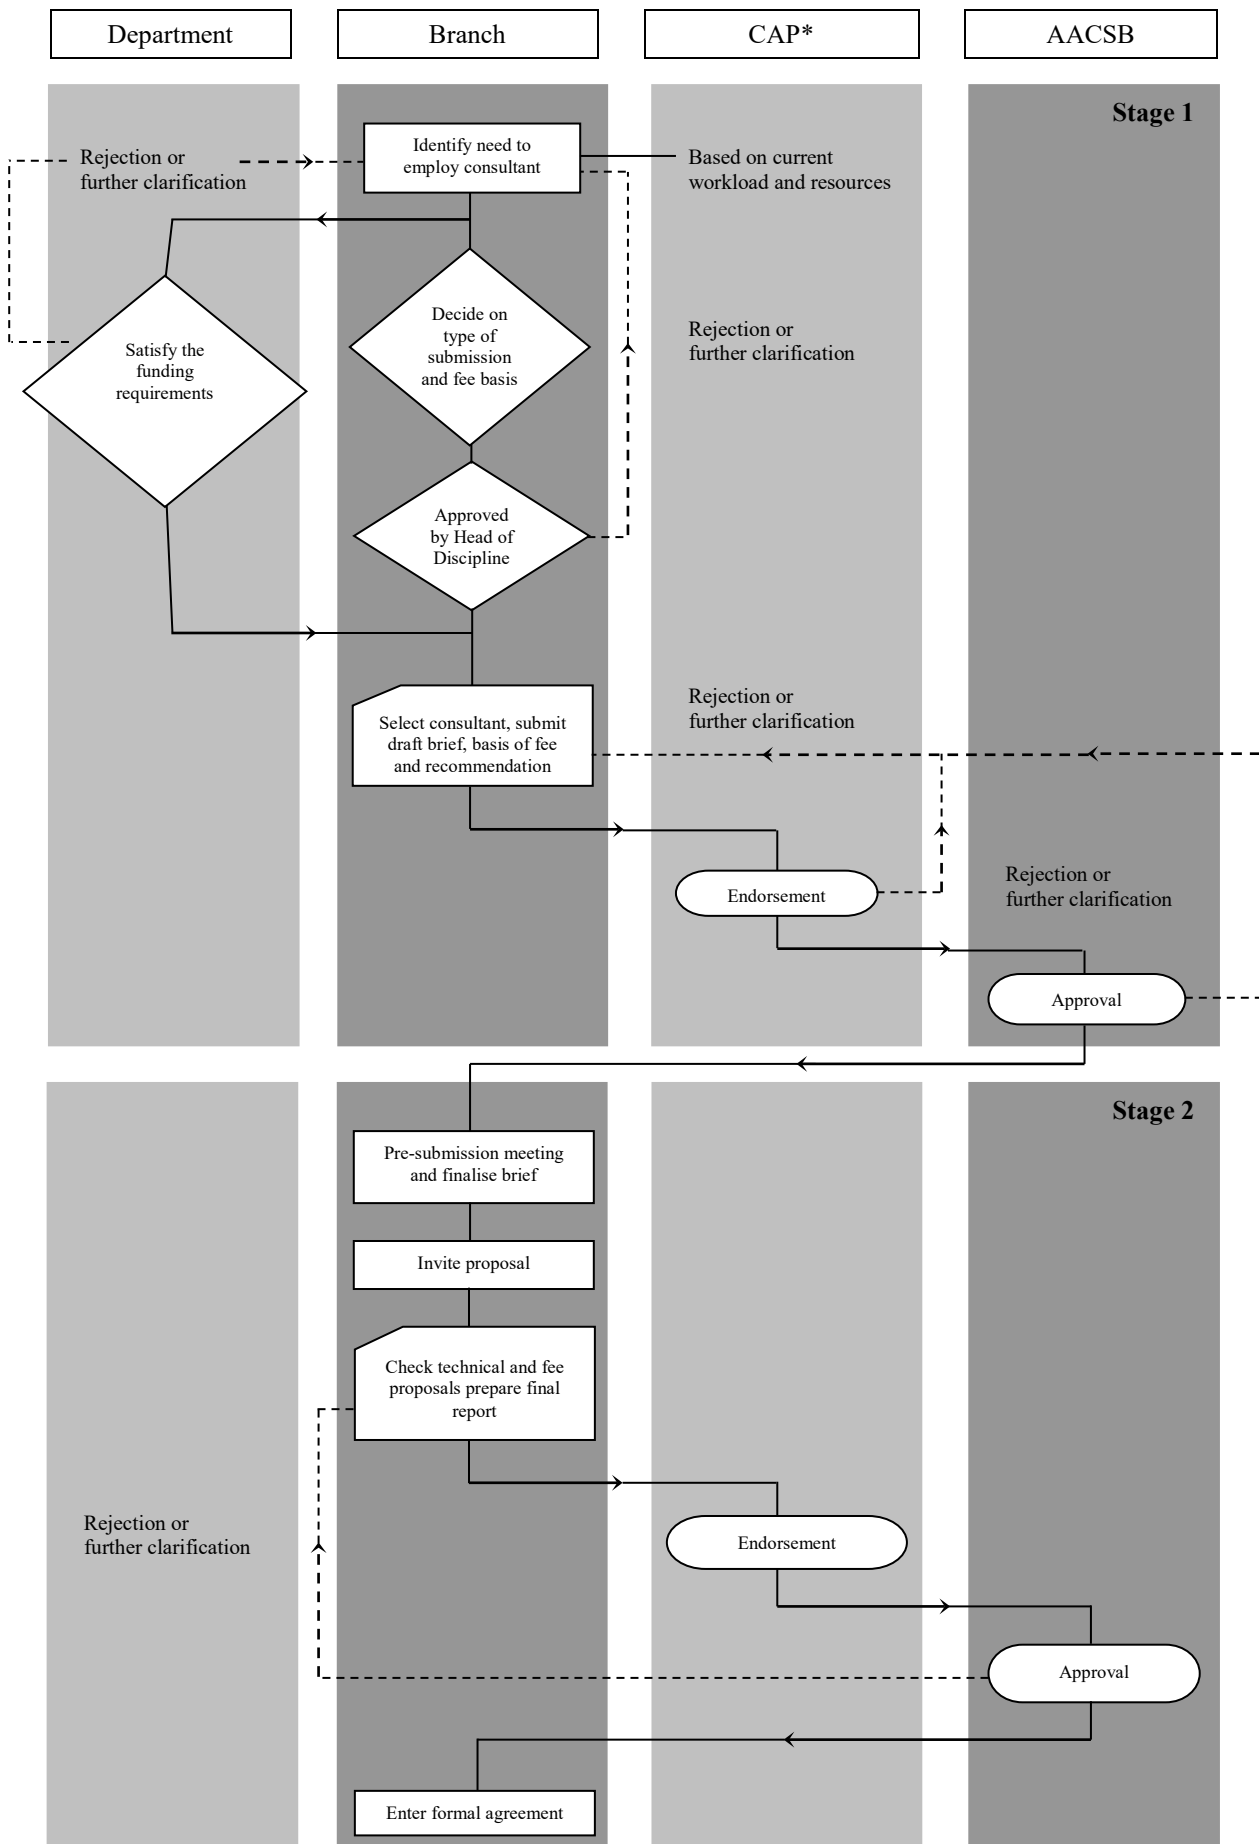 Department
Branch
CAP*
AACSB
Stage 1
Identify need to
employ consultant
Rejection or
further clarification
Based on current
workload and resources
Decide on
type of
submission
and fee basis
Satisfy the
funding
requirements
Rejection or
further clarification
Approved
by Head of
Discipline
Select consultant, submit
draft brief, basis of fee
and recommendation
Rejection or
further clarification
Endorsement
Rejection or
further clarification
Approval
Stage 2
Pre-submission meeting
and finalise brief
Invite proposal
Check technical and fee
proposals prepare final
report
Rejection or
further clarification
Endorsement
Approval
Enter formal agreement